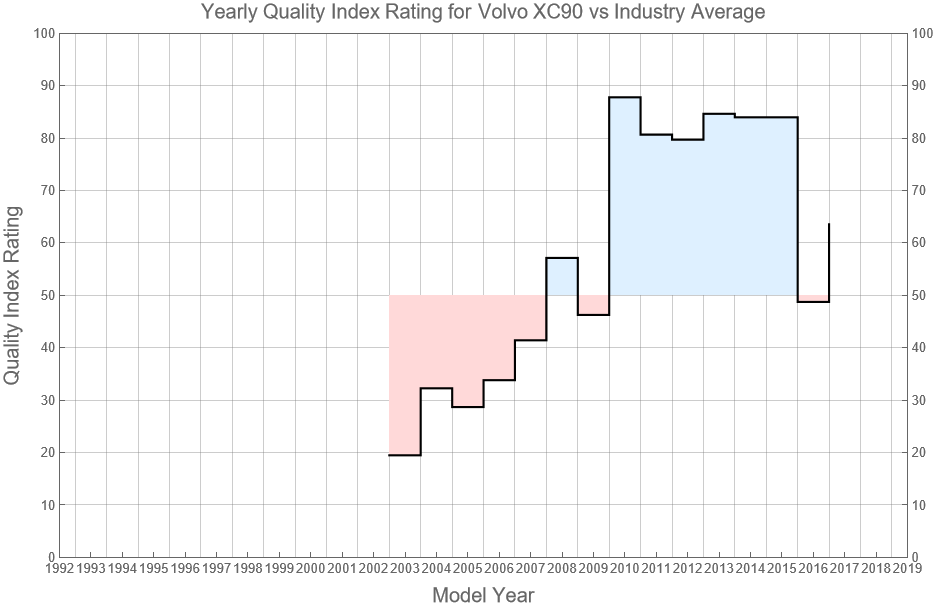 Yearly Quality Index Rating for Volvo XC90 vs Industry Average
100 100
90 90
80 80
70 70
60 60
50 50
40 40
30 30
20 20
10 10
0 0
Quality Index Rating
1992 1993 1994 1995 1996 1997 1998 1999 2000 2001 2002 2003 2004 2005 2006 2007 2008 2009 2010 2011 2012 2013 2014 2015 2016 2017 2018 2019
Model Year